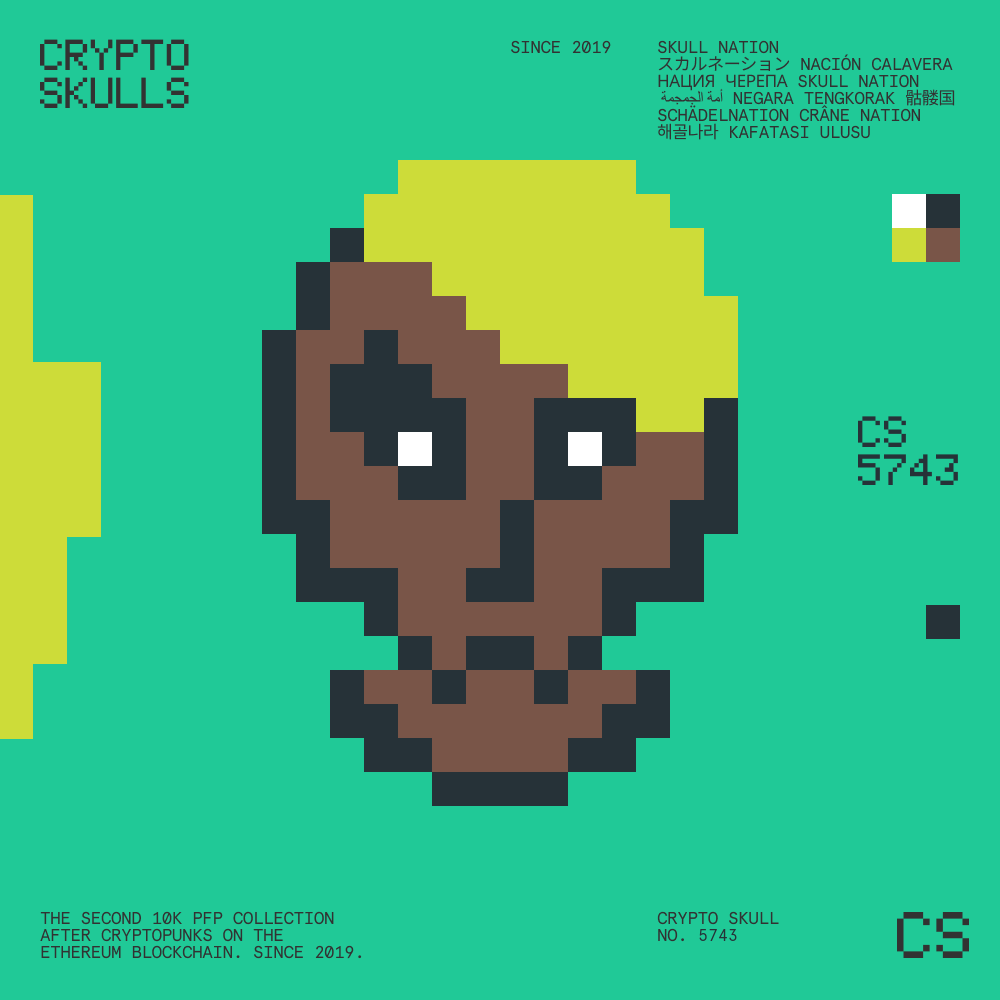 CRYPTO
SKULLS
SINCE 2019
SKULL NATION
スカルネーション NACIÓN CALAVERA
НАЦИЯ ЧЕРЕПА SKULL NATION
أمة الجمجمة NEGARA TENGKORAK 骷髅国
SCHÄDELNATION CRÂNE NATION
해골나라 KAFATASI ULUSU
CS
5743
THE SECOND 10K PFP COLLECTION
AFTER CRYPTOPUNKS ON THE
ETHEREUM BLOCKCHAIN. SINCE 2019.
CRYPTO SKULL
NO. 5743
CS